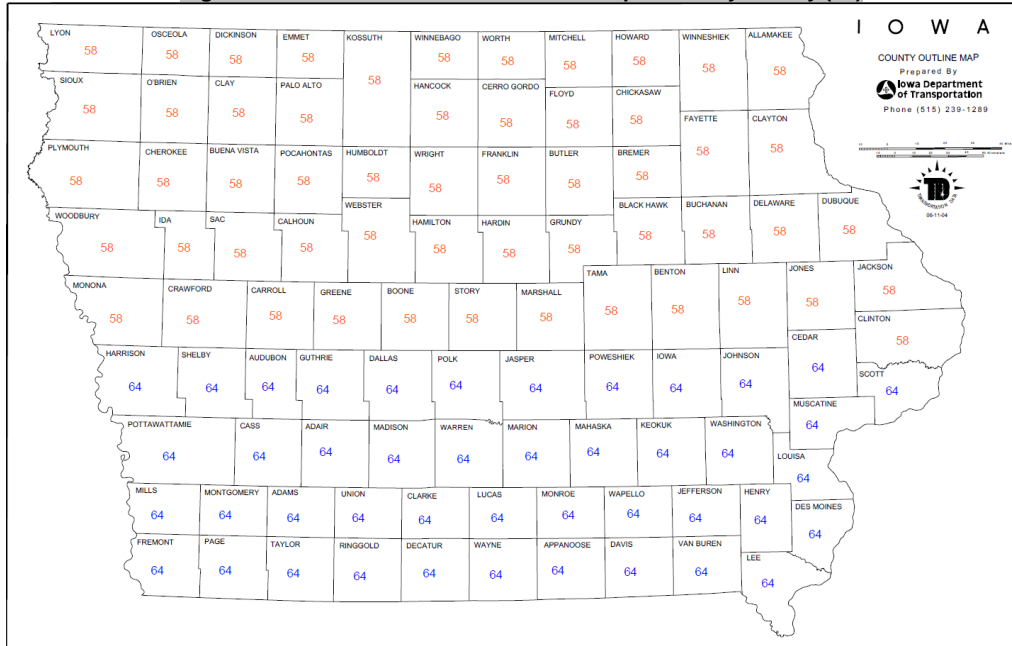 I O W A
COUNTY OUTLINE MAP
Prepared By
Iowa Department
of Transportation
Phone (515) 239-1289
06-11-04
LYON OSCEOLA DICKINSON EMMET KOSSUTH WINNEBAGO WORTH MITCHELL HOWARD WINNESHIEK ALLAMAKEE
58 58 58 58 58 58 58 58 58 58 58
SIOUX O'BRIEN CLAY PALO ALTO HANCOCK CERRO GORDO FLOYD CHICKASAW
58 58 58 58 58 58 58 58
FAYETTE CLAYTON
58 58
PLYMOUTH CHEROKEE BUENA VISTA POCAHONTAS HUMBOLDT WRIGHT FRANKLIN BUTLER BREMER
58 58 58 58 58 58 58 58 58
WOODBURY IDA SAC CALHOUN WEBSTER HAMILTON HARDIN GRUNDY BLACK HAWK BUCHANAN DELAWARE DUBUQUE
58 58 58 58 58 58 58 58 58 58 58 58
MONONA CRAWFORD CARROLL GREENE BOONE STORY MARSHALL TAMA BENTON LINN JONES JACKSON
58 58 58 58 58 58 58 58 58 58 58 58
CLINTON
58
HARRISON SHELBY AUDUBON GUTHRIE DALLAS POLK JASPER POWESHIEK IOWA JOHNSON CEDAR SCOTT
64 64 64 64 64 64 64 64 64 64 64 64
MUSCATINE
64
POTTAWATTAMIE CASS ADAIR MADISON WARREN MARION MAHASKA KEOKUK WASHINGTON LOUISA
64 64 64 64 64 64 64 64 64 64
MILLS MONTGOMERY ADAMS UNION CLARKE LUCAS MONROE WAPELLO JEFFERSON HENRY DES MOINES
64 64 64 64 64 64 64 64 64 64 64
FREMONT PAGE TAYLOR RINGGOLD DECATUR WAYNE APPANOOSE DAVIS VAN BUREN LEE
64 64 64 64 64 64 64 64 64 64